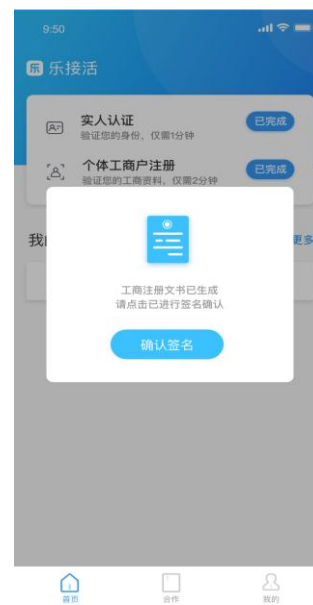 9:50
乐 乐接活
实人认证
已完成
验证您的身份，仅需1分钟
个体工商户注册
已完成
验证您的工商资料，仅需2分钟
我
更多
工商注册文书已生成
请点击已进行签名确认
确认签名
首页
合作
我的